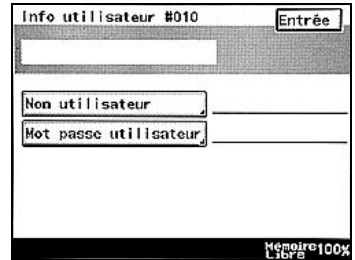 Info utilisateur #010
Entrée
Non utilisateur
Mot passe utilisateur
Mémoire
Libre 100%